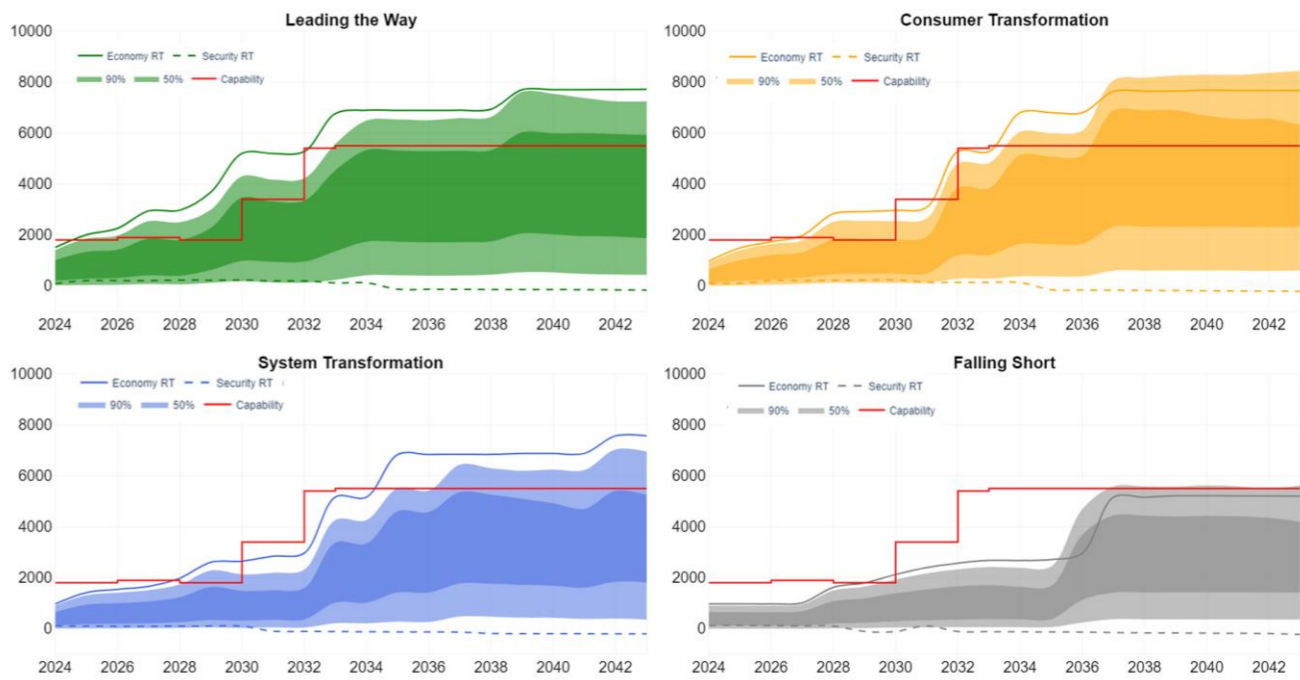 Leading the Way
10000
8000
6000
4000
2000
0
Economy RT Security RT
90% 50% Capability
2024 2026 2028 2030 2032 2034 2036 2038 2040 2042
Consumer Transformation
10000
8000
6000
4000
2000
0
Economy RT Security RT
90% 50% Capability
2024 2026 2028 2030 2032 2034 2036 2038 2040 2042
System Transformation
10000
8000
6000
4000
2000
0
Economy RT Security RT
90% 50% Capability
2024 2026 2028 2030 2032 2034 2036 2038 2040 2042
Falling Short
10000
8000
6000
4000
2000
0
Economy RT Security RT
90% 50% Capability
2024 2026 2028 2030 2032 2034 2036 2038 2040 2042